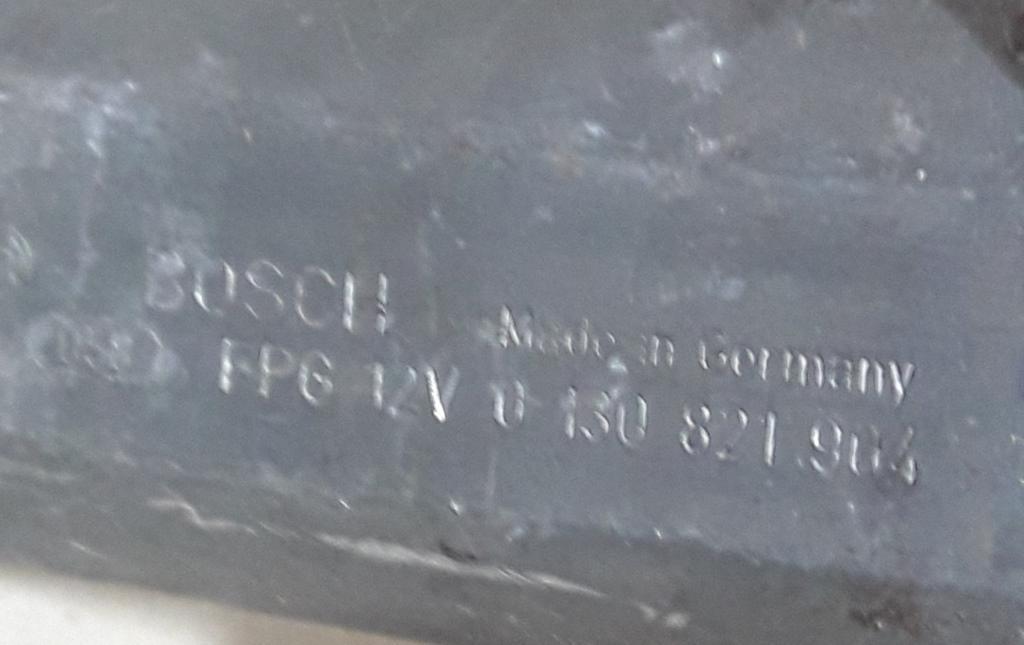 BOSCH Made in Germany
FPG 12V 0 130 821 904